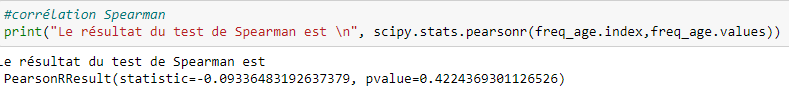 #corrélation Spearman
print("Le résultat du test de Spearman est \n", scipy.stats.pearsonr(freq_age.index,freq_age.values))
Le résultat du test de Spearman est
PearsonRResult(statistic=-0.09336483192637379, pvalue=0.4224369301126526)